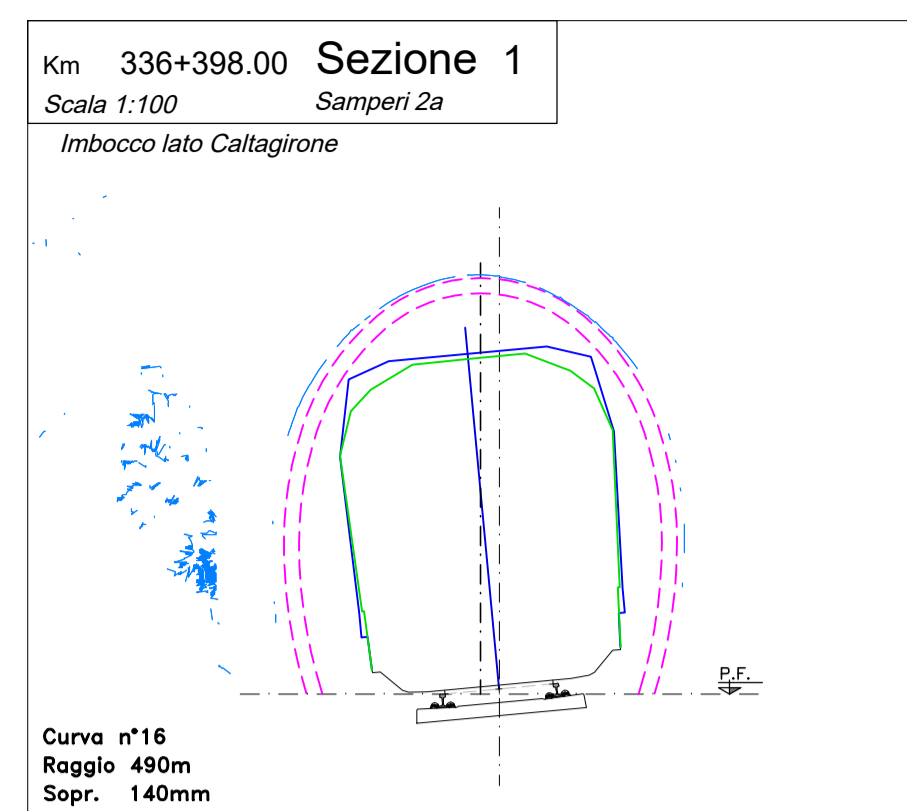 Km 336+398.00 Sezione 1
Scala 1:100 Samperi 2a
Imbocco lato Caltagirone
P.F.
Curva n°16
Raggio 490m
Sopr. 140mm